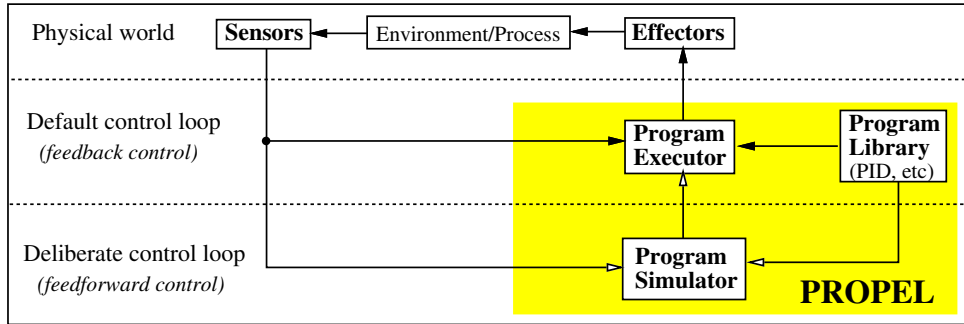 Physical world
Sensors
Environment/Process
Effectors
Default control loop
(feedback control)
Program
Executor
Program
Library
(PID, etc)
Deliberate control loop
(feedforward control)
Program
Simulator
PROPEL